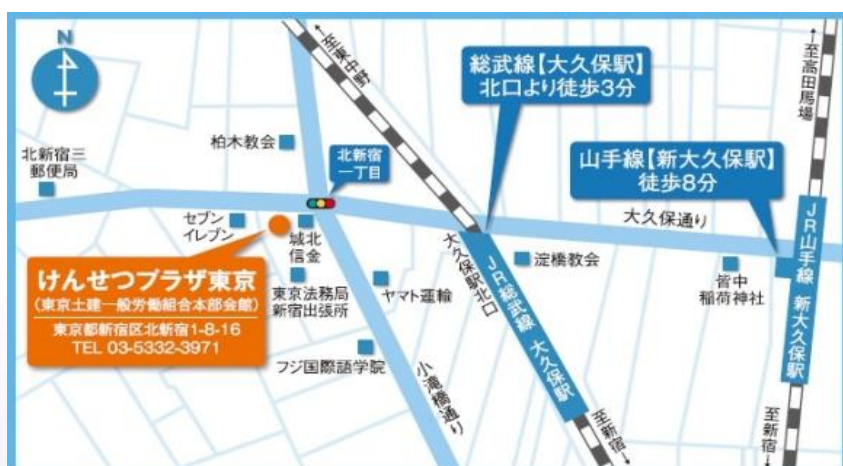 N
←至東中野
総武線【大久保駅】
北口より徒歩3分
←至高田馬場
柏木教会
北新宿
一丁目
北新宿三
郵便局
山手線【新大久保駅】
徒歩8分
セブン
イレブン
城北
信金
大久保通り
大久保駅北口
淀橋教会
皆中
稲荷神社
JR総武線 大久保駅
JR山手線 新大久保駅
けんせつプラザ東京
(東京土建一般労働組合本部会館)
東京都新宿区北新宿1-8-16
TEL 03-5332-3971
東京法務局
新宿出張所
ヤマト運輸
フジ国際語学院
小滝橋通り
至新宿→
至新宿→